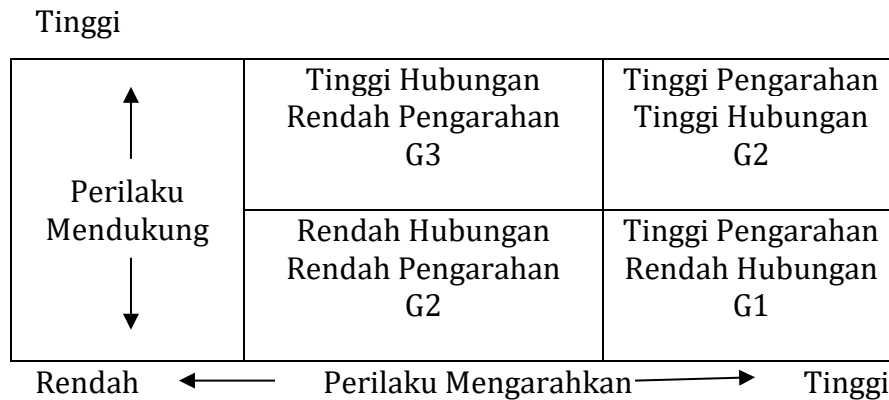 Tinggi
Tinggi Hubungan
Rendah Pengarahan
G3
Tinggi Pengarahan
Tinggi Hubungan
G2
Perilaku
Mendukung
Rendah Hubungan
Rendah Pengarahan
G2
Tinggi Pengarahan
Rendah Hubungan
G1
Rendah
Perilaku Mengarahkan
Tinggi